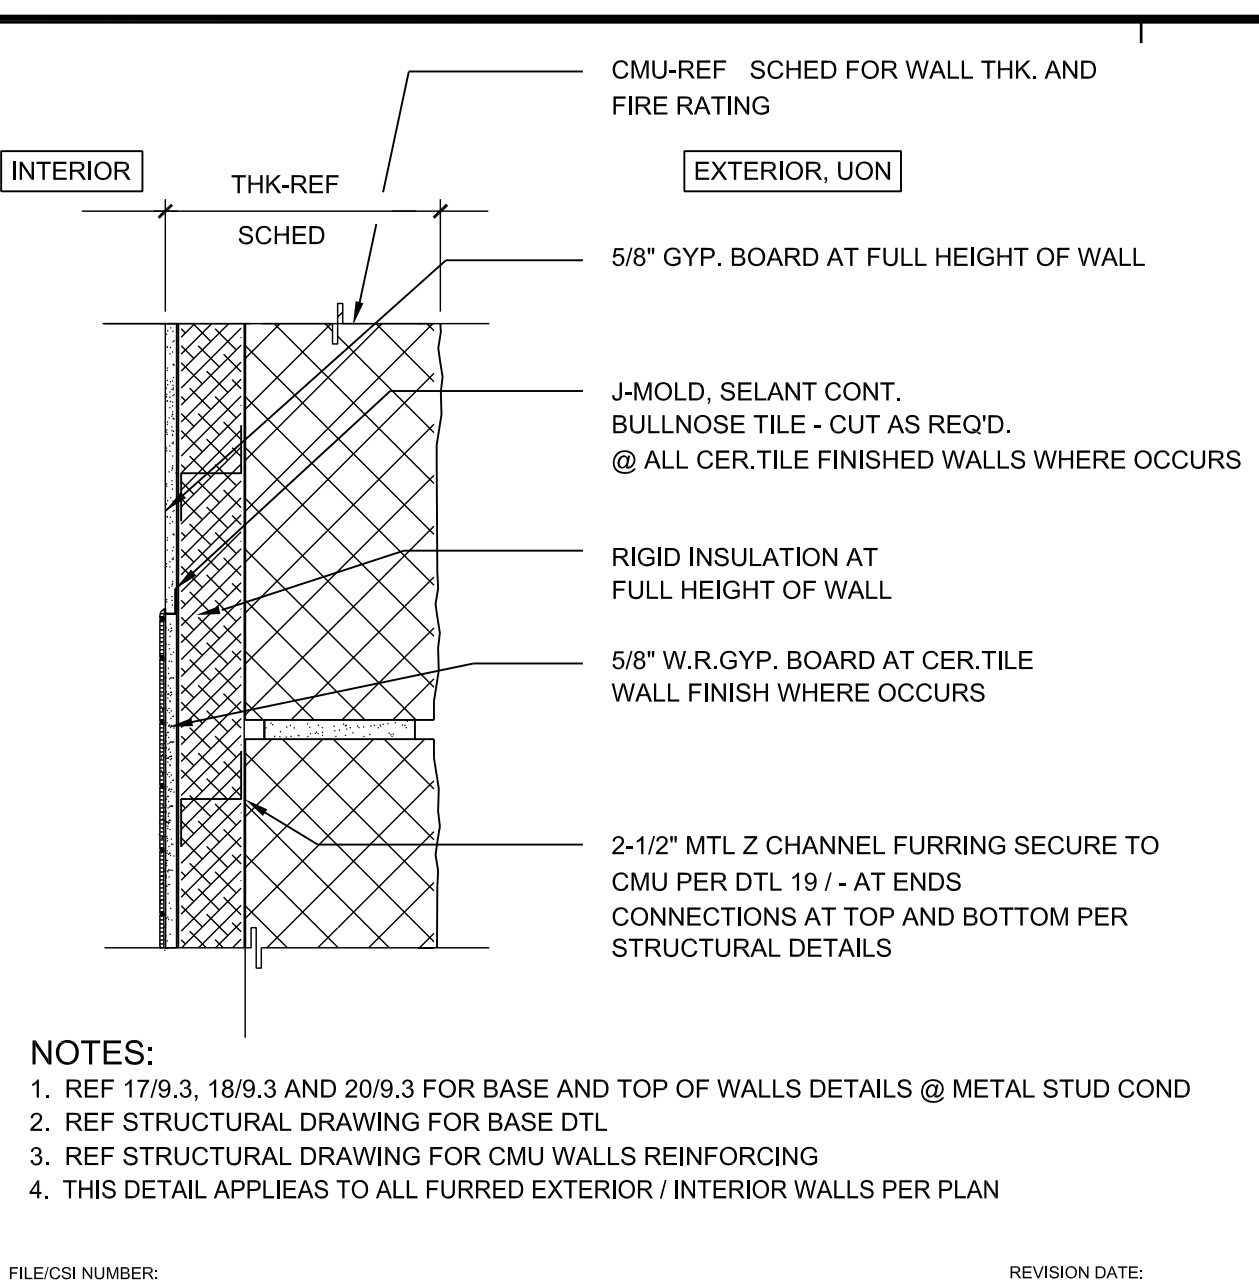 CMU-REF SCHED FOR WALL THK. AND
FIRE RATING
INTERIOR
EXTERIOR, UON
THK-REF
SCHED
5/8" GYP. BOARD AT FULL HEIGHT OF WALL
J-MOLD, SELANT CONT.
BULLNOSE TILE - CUT AS REQ'D.
@ ALL CER.TILE FINISHED WALLS WHERE OCCURS
RIGID INSULATION AT
FULL HEIGHT OF WALL
5/8" W.R.GYP. BOARD AT CER.TILE
WALL FINISH WHERE OCCURS
2-1/2" MTL Z CHANNEL FURRING SECURE TO
CMU PER DTL 19 / - AT ENDS
CONNECTIONS AT TOP AND BOTTOM PER
STRUCTURAL DETAILS
NOTES:
1. REF 17/9.3, 18/9.3 AND 20/9.3 FOR BASE AND TOP OF WALLS DETAILS @ METAL STUD COND
2. REF STRUCTURAL DRAWING FOR BASE DTL
3. REF STRUCTURAL DRAWING FOR CMU WALLS REINFORCING
4. THIS DETAIL APPLIEAS TO ALL FURRED EXTERIOR / INTERIOR WALLS PER PLAN
FILE/CSI NUMBER:
REVISION DATE: